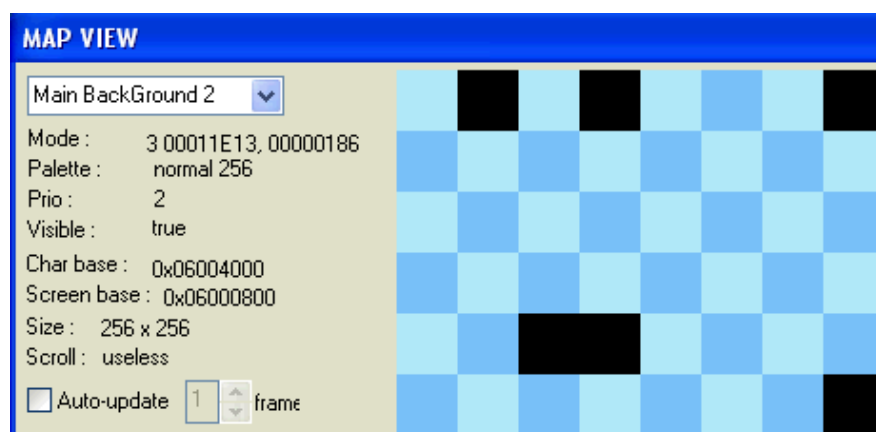 MAP VIEW
Main BackGround 2
Mode : 3 00011E13, 00000186
Palette : normal 256
Prio : 2
Visible : true
Char base : 0x06004000
Screen base : 0x06000800
Size : 256 x 256
Scroll : useless
Auto-update 1 frame